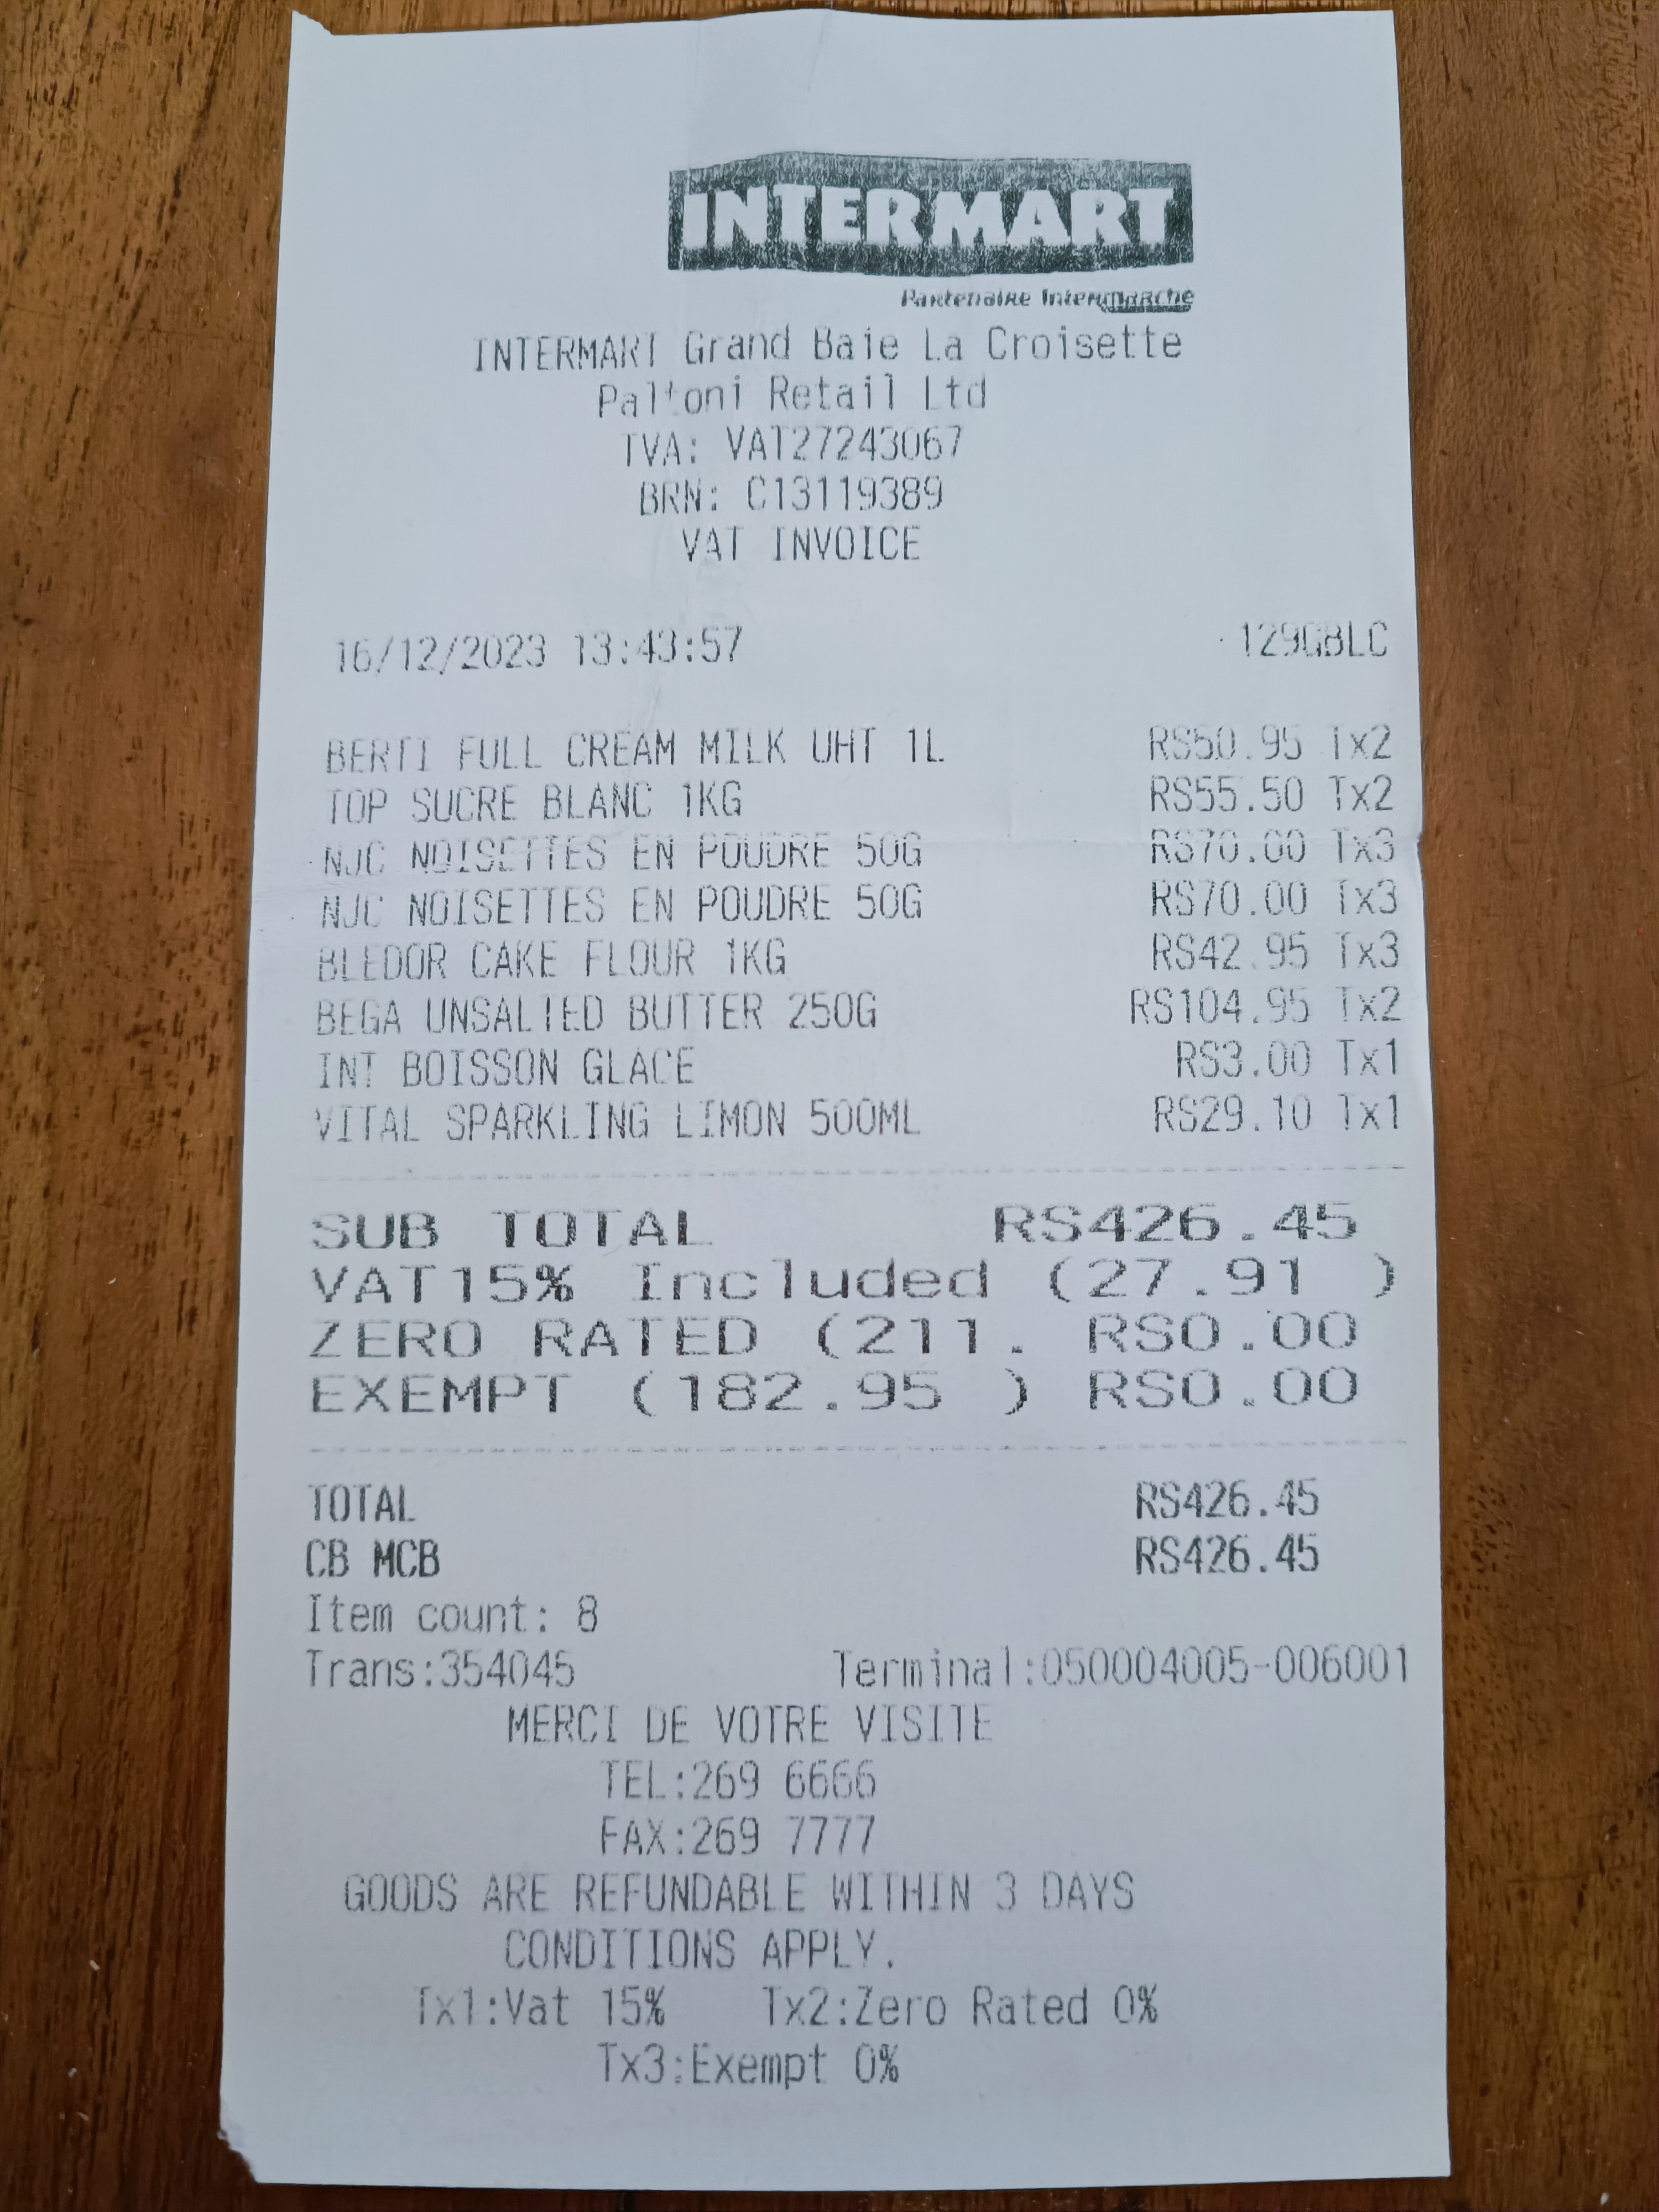 INTERMART
Partenaire Intermarché
INTERMART Grand Baie La Croisette
Paltoni Retail Ltd
TVA: VAT27243067
BRN: C13119389
VAT INVOICE
16/12/2023 13:43:57 129GBLC
BERTI FULL CREAM MILK UHT 1L RS50.95 Tx2
TOP SUCRE BLANC 1KG RS55.50 Tx2
NJC NOISETTES EN POUDRE 50G RS70.00 Tx3
NJC NOISETTES EN POUDRE 50G RS70.00 Tx3
BLEDOR CAKE FLOUR 1KG RS42.95 Tx3
BEGA UNSALTED BUTTER 250G RS104.95 Tx2
INT BOISSON GLACE RS3.00 Tx1
VITAL SPARKLING LIMON 500ML RS29.10 Tx1
SUB TOTAL RS426.45
VAT15% Included (27.91 )
ZERO RATED (211. RS0.00
EXEMPT (182.95 ) RS0.00
TOTAL RS426.45
CB MCB RS426.45
Item count: 8
Trans:354045 Terminal:050004005-006001
MERCI DE VOTRE VISITE
TEL:269 6666
FAX:269 7777
GOODS ARE REFUNDABLE WITHIN 3 DAYS
CONDITIONS APPLY.
Tx1:Vat 15% Tx2:Zero Rated 0%
Tx3:Exempt 0%